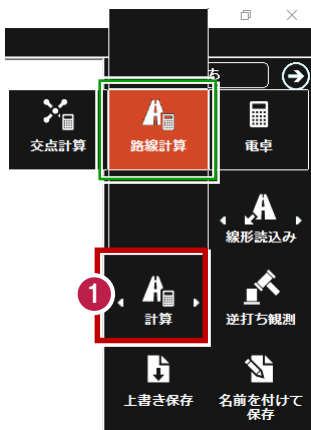 ち
交点計算
路線計算
電卓
線形読込み
1
計算
逆打ち観測
上書き保存
名前を付けて
保存